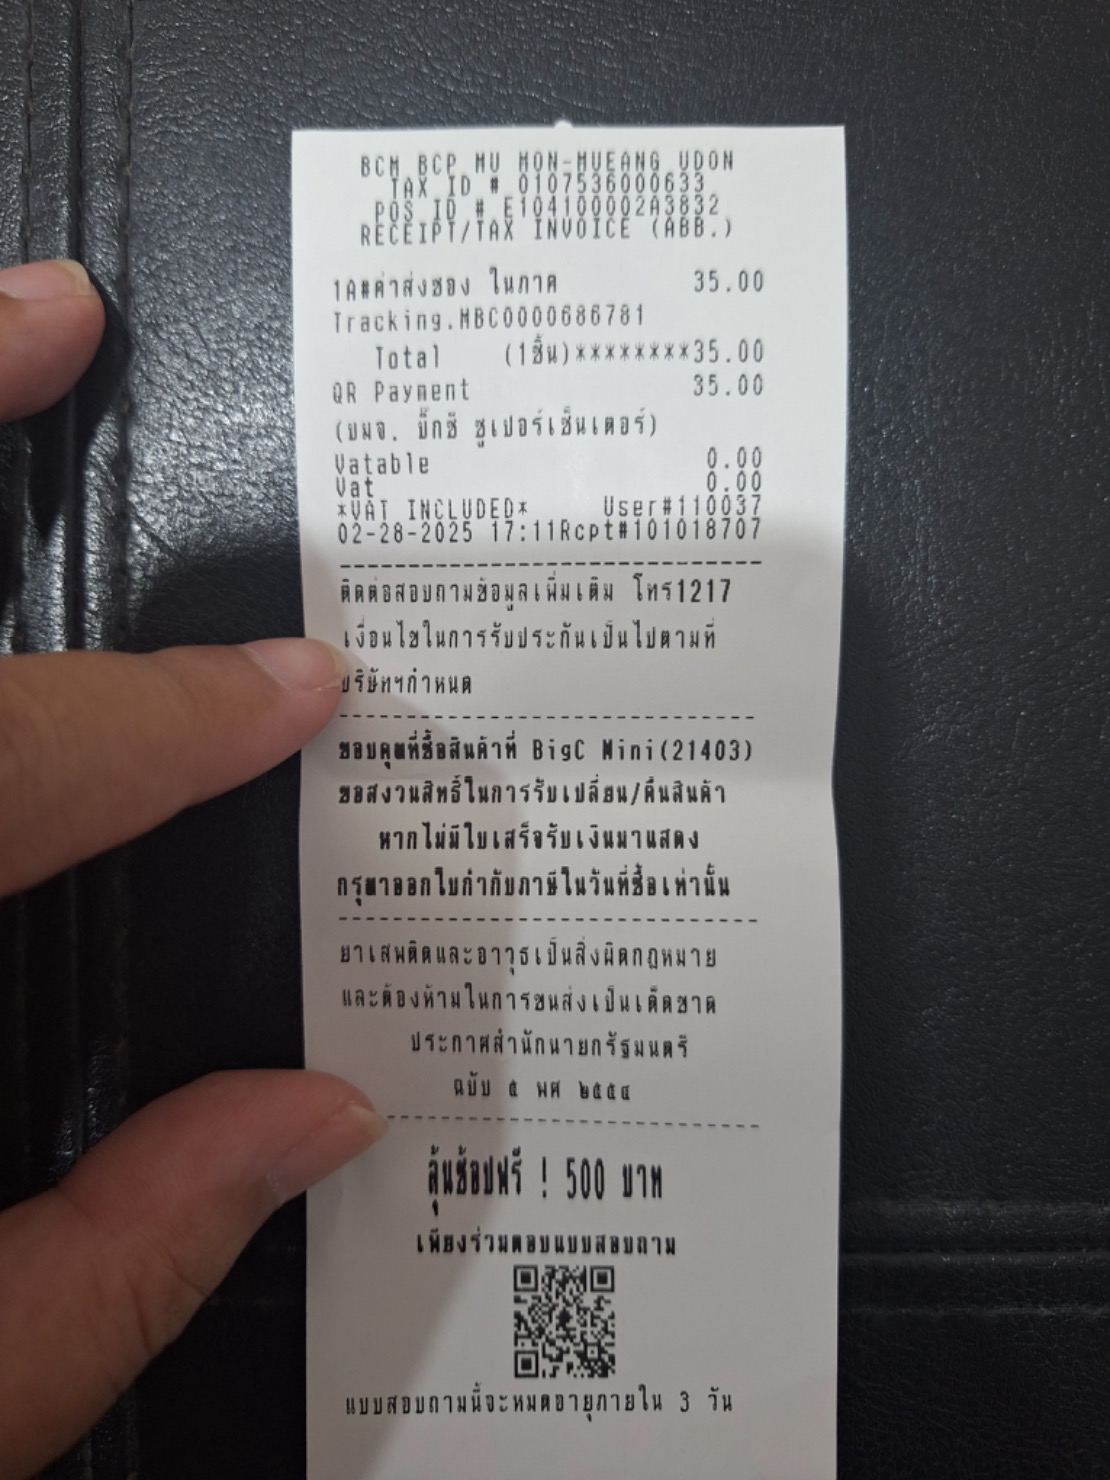 BCM BCP MU MON-MUEANG UDON
TAX ID # 0107536000633
POS ID # E104100002A3832
RECEIPT/TAX INVOICE (ABB.)
1A#ค่าส่งซอง ในภาค 35.00
Tracking.MBC0000686781
Total (1ชิ้น)********35.00
QR Payment 35.00
(บมจ. บิ๊กซี ซูเปอร์เซ็นเตอร์)
Vatable 0.00
Vat 0.00
*VAT INCLUDED* User#110037
02-28-2025 17:11Rcpt#101018707
ติดต่อสอบถามข้อมูลเพิ่มเติม โทร1217
เงื่อนไขในการรับประกันเป็นไปตามที่
บริษัทฯกำหนด
ขอบคุณที่ซื้อสินค้าที่ BigC Mini(21403)
ขอสงวนสิทธิ์ในการรับเปลี่ยน/คืนสินค้า
หากไม่มีใบเสร็จรับเงินมาแสดง
กรุณาออกใบกำกับภาษีในวันที่ซื้อเท่านั้น
ยาเสพติดและอาวุธเป็นสิ่งผิดกฎหมาย
และต้องห้ามในการขนส่งเป็นเด็ดขาด
ประกาศสำนักนายกรัฐมนตรี
ฉบับ ๕ พศ ๒๕๕๔
ลุ้นช้อปฟรี ! 500 บาท
เพียงร่วมตอบแบบสอบถาม
แบบสอบถามนี้จะหมดอายุภายใน 3 วัน